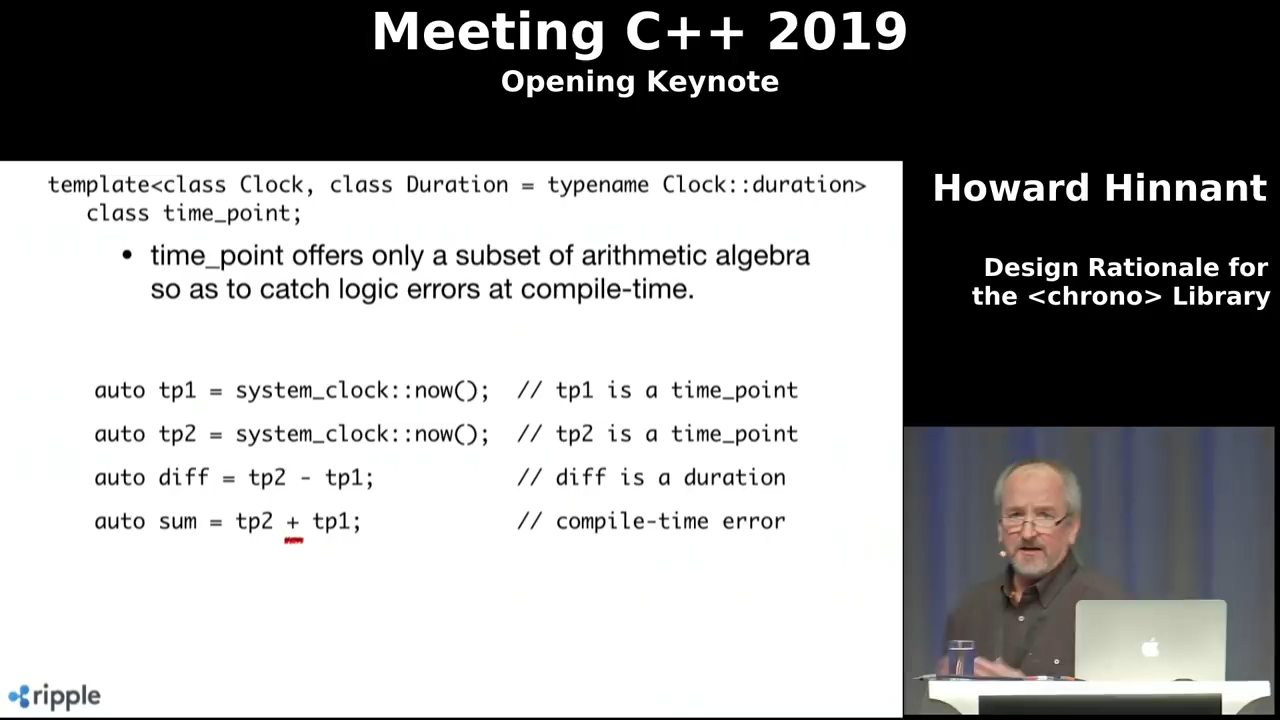 Meeting C++ 2019
Opening Keynote
template<class Clock, class Duration = typename Clock::duration>
class time_point;
• time_point offers only a subset of arithmetic algebra
so as to catch logic errors at compile-time.
auto tp1 = system_clock::now(); // tp1 is a time_point
auto tp2 = system_clock::now(); // tp2 is a time_point
auto diff = tp2 - tp1; // diff is a duration
auto sum = tp2 + tp1; // compile-time error
ripple
Howard Hinnant
Design Rationale for
the <chrono> Library